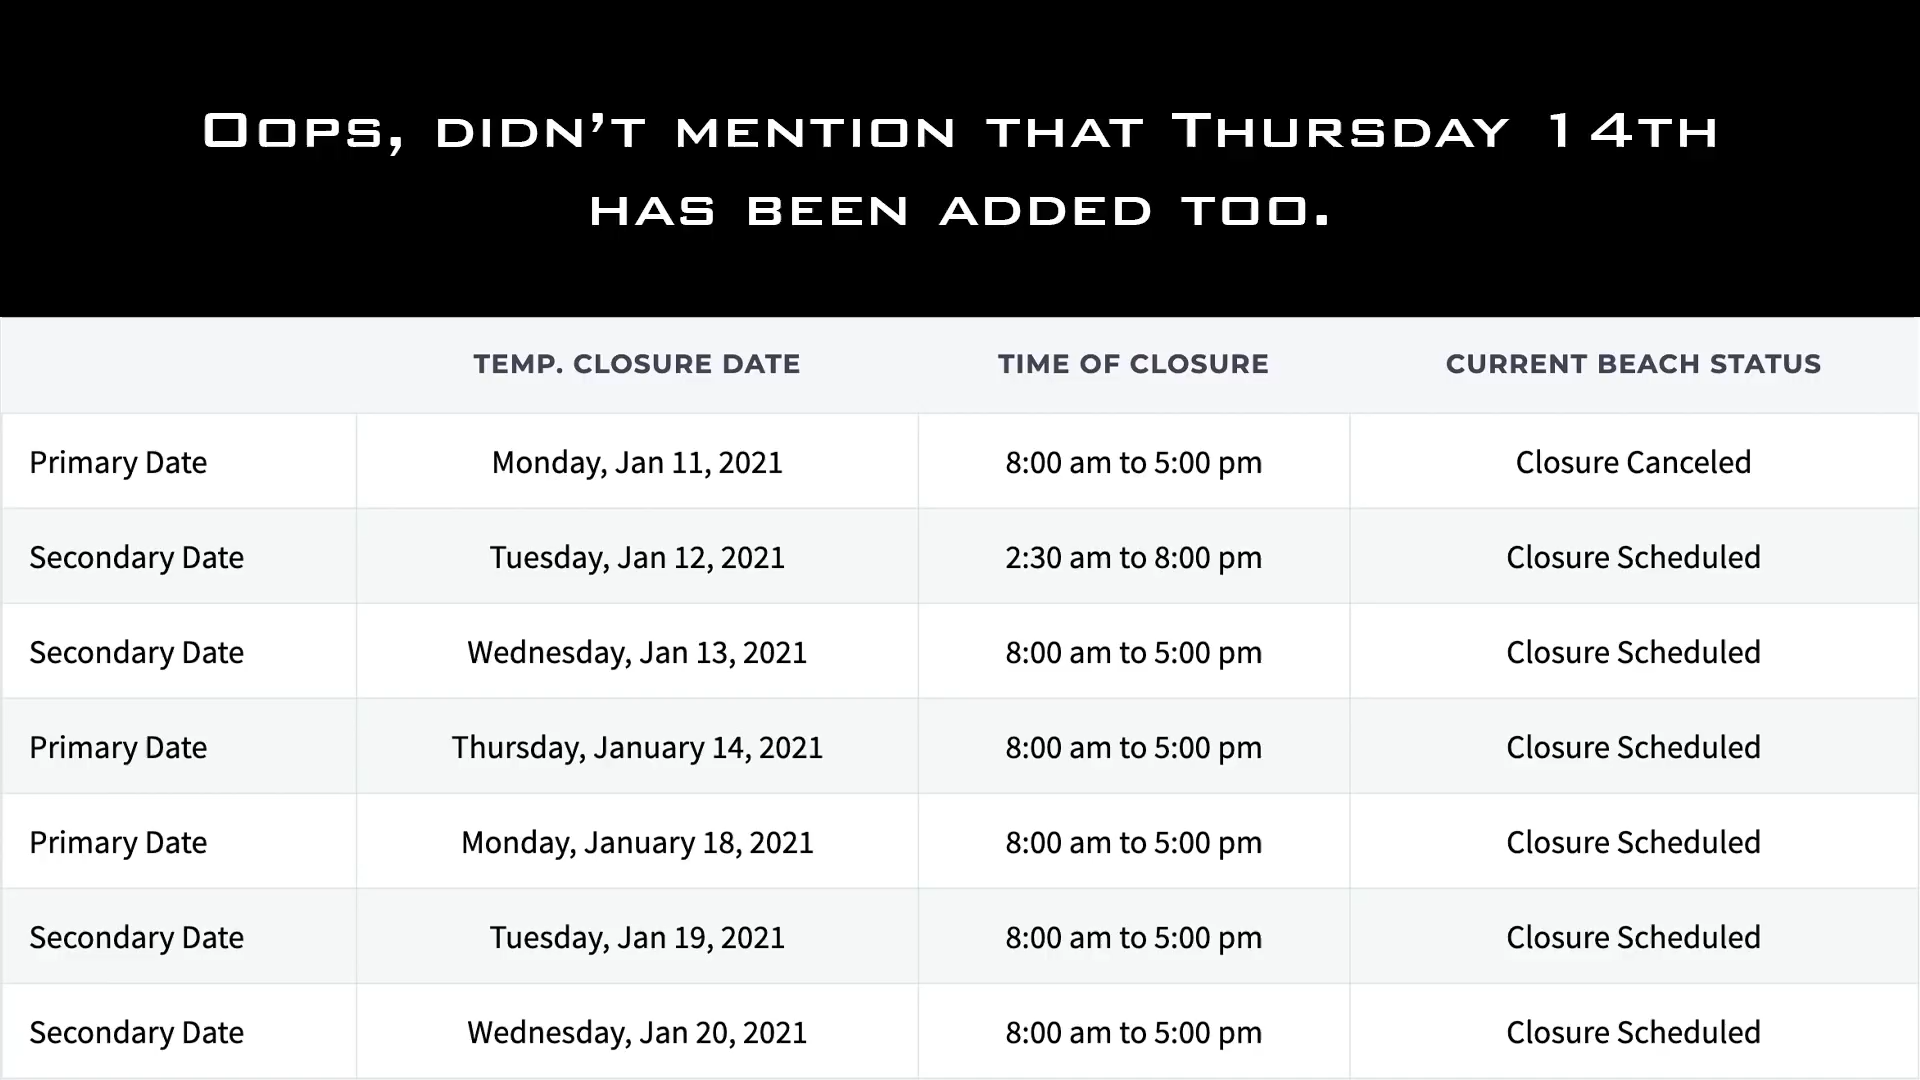 Oops, didn't mention that Thursday 14th
has been added too.
TEMP. CLOSURE DATE TIME OF CLOSURE CURRENT BEACH STATUS
Primary Date Monday, Jan 11, 2021 8:00 am to 5:00 pm Closure Canceled
Secondary Date Tuesday, Jan 12, 2021 2:30 am to 8:00 pm Closure Scheduled
Secondary Date Wednesday, Jan 13, 2021 8:00 am to 5:00 pm Closure Scheduled
Primary Date Thursday, January 14, 2021 8:00 am to 5:00 pm Closure Scheduled
Primary Date Monday, January 18, 2021 8:00 am to 5:00 pm Closure Scheduled
Secondary Date Tuesday, Jan 19, 2021 8:00 am to 5:00 pm Closure Scheduled
Secondary Date Wednesday, Jan 20, 2021 8:00 am to 5:00 pm Closure Scheduled